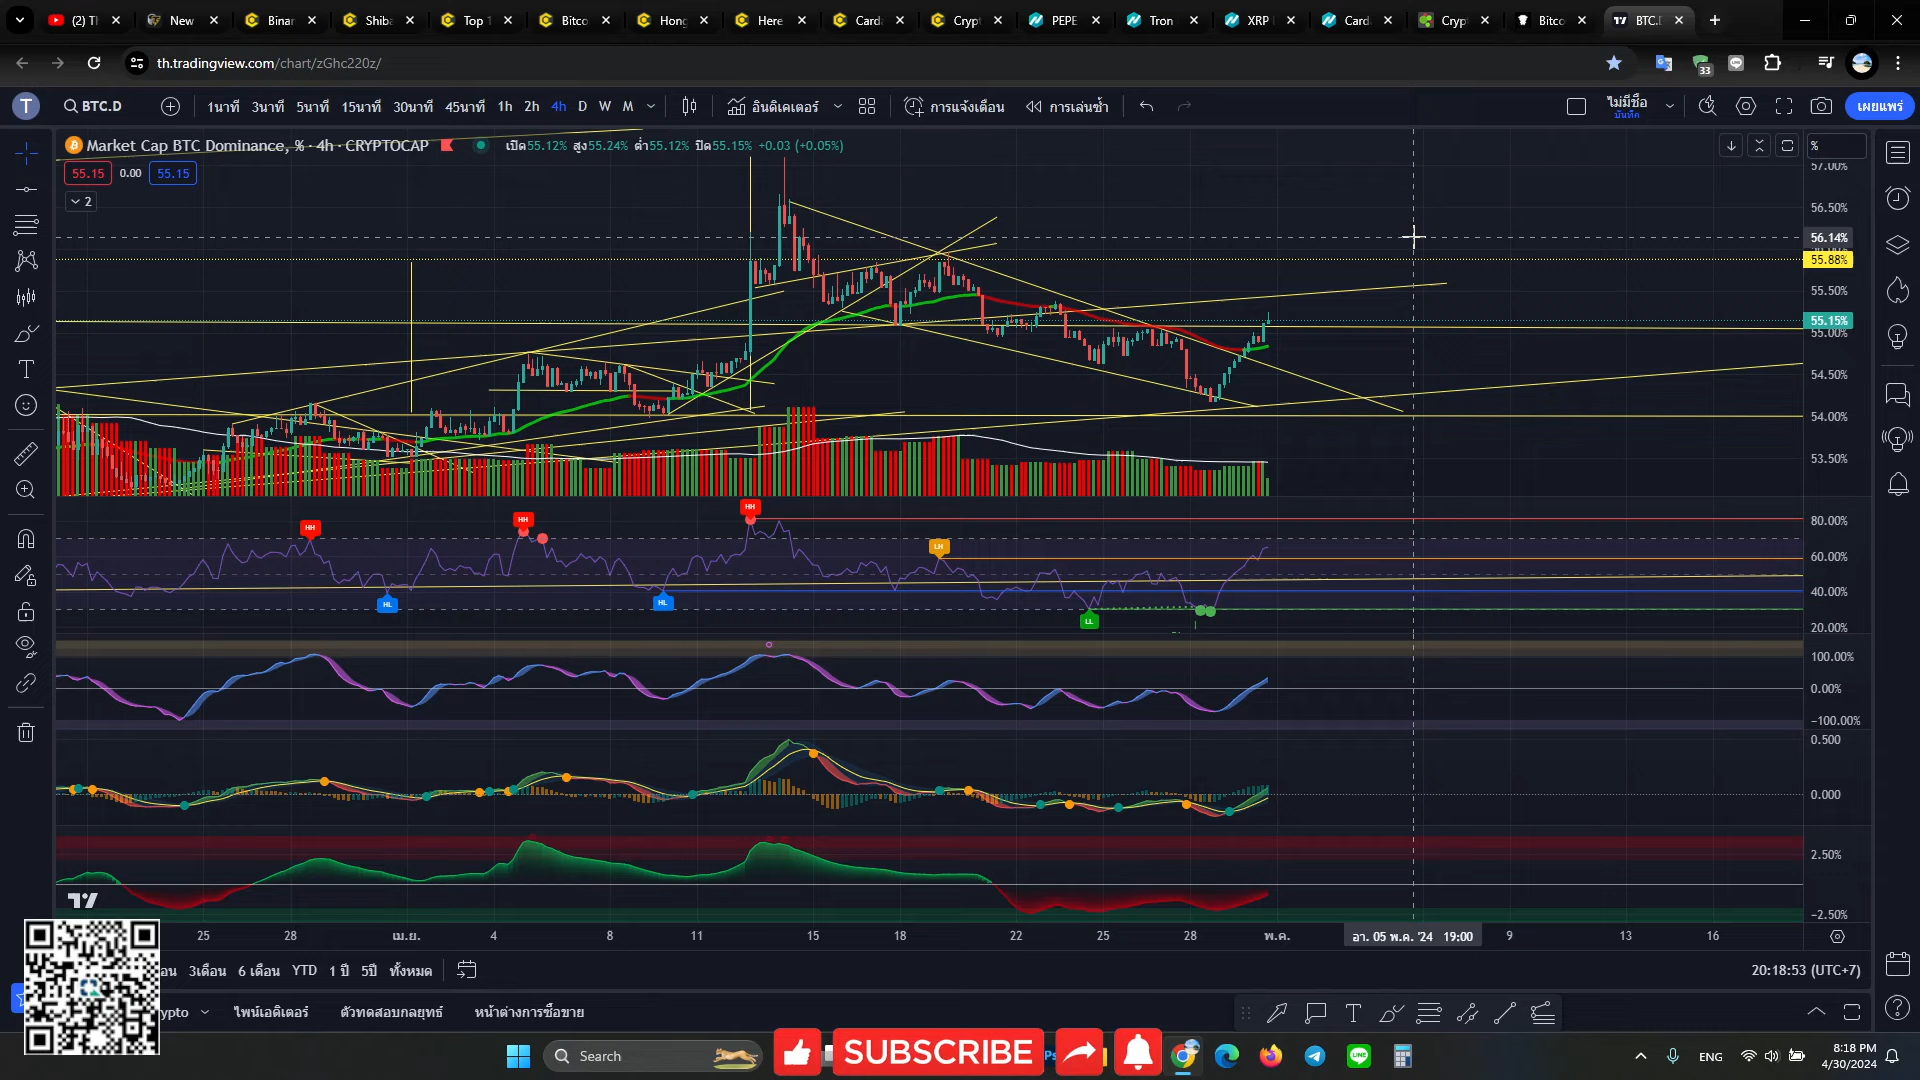 (2) T
New
Binar
Shiba
Top 1
Bitco
Hong
Here
Carda
Crypt
PEPE
Tron
XRP
Card
Cryp
Bitco
BTC.D
th.tradingview.com/chart/zGhc220z/
33
T
BTC.D
1นาที 3นาที 5นาที 15นาที 30นาที 45นาที 1h 2h 4h D W M
อินดิเคเตอร์
การแจ้งเตือน
การเล่นซ้ำ
ไม่มีชื่อ
บันทึก
เผยแพร่
Market Cap BTC Dominance, % · 4h · CRYPTOCAP
เปิด55.12% สูง55.24% ต่ำ55.12% ปิด55.15% +0.03 (+0.05%)
%
55.15 0.00 55.15
2
57.00%
56.50%
56.14%
55.88%
55.50%
55.15%
55.00%
54.50%
54.00%
53.50%
HH
HH
HH
LH
HL
HL
LL
80.00%
60.00%
40.00%
20.00%
100.00%
0.00%
−100.00%
0.500
0.000
2.50%
−2.50%
25 28 เม.ย. 4 8 11 15 18 22 25 28 พ.ค. อา. 05 พ.ค. '24 19:00 9 13 16
3เดือน 6 เดือน YTD 1 ปี 5ปี ทั้งหมด
20:18:53 (UTC+7)
ypto
ไพน์เอดิเตอร์
ตัวทดสอบกลยุทธ์
หน้าต่างการซื้อขาย
Search
SUBSCRIBE
LINE
ENG
8:18 PM
4/30/2024